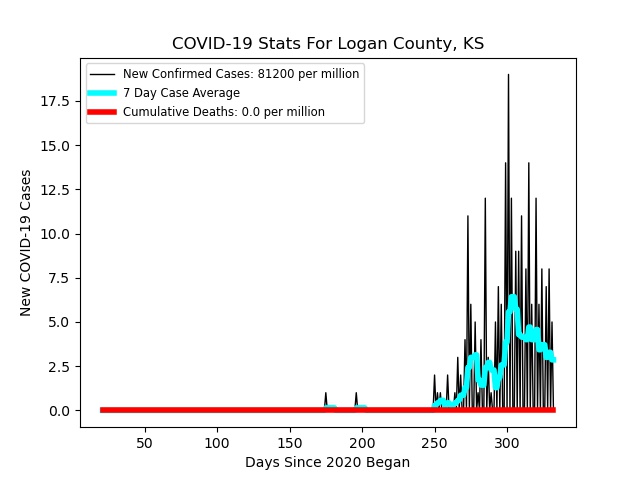 COVID-19 Stats For Logan County, KS
New Confirmed Cases: 81200 per million
7 Day Case Average
Cumulative Deaths: 0.0 per million
New COVID-19 Cases
17.5
15.0
12.5
10.0
7.5
5.0
2.5
0.0
50 100 150 200 250 300
Days Since 2020 Began